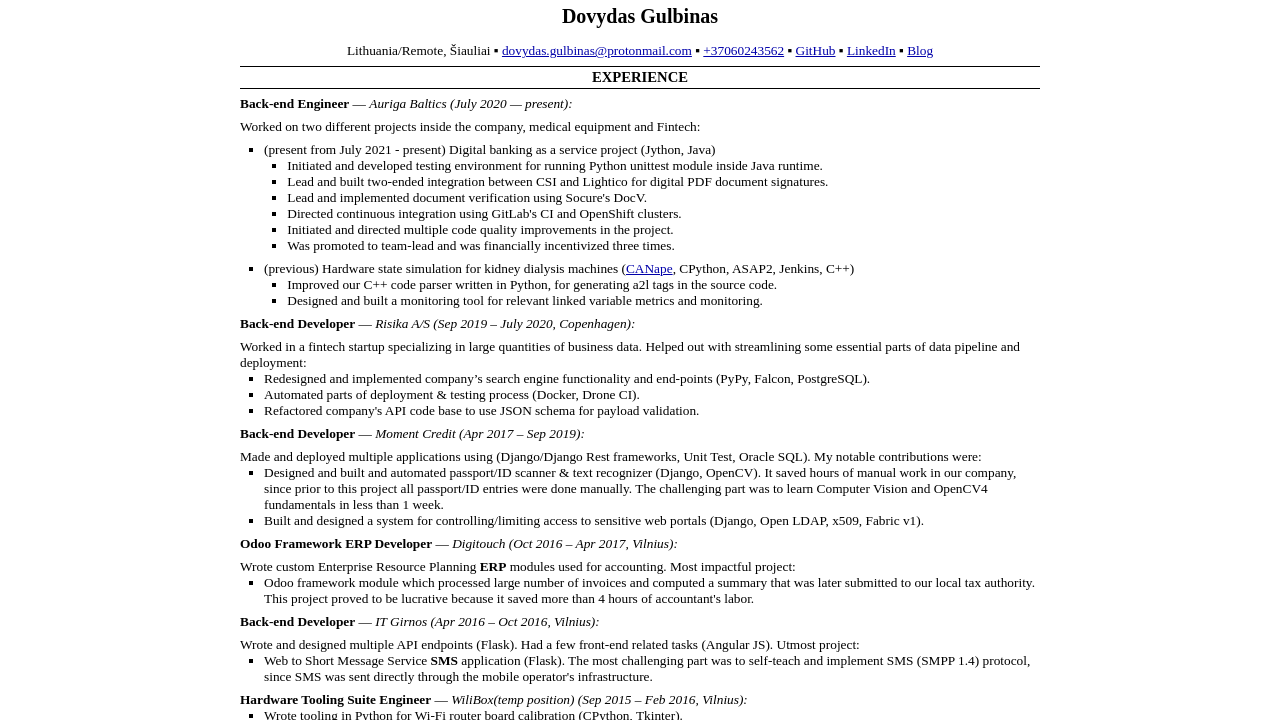 Dovydas Gulbinas
Lithuania/Remote, Šiauliai ▪ dovydas.gulbinas@protonmail.com ▪ +37060243562 ▪ GitHub ▪ LinkedIn ▪ Blog
EXPERIENCE
Back-end Engineer — Auriga Baltics (July 2020 — present):
Worked on two different projects inside the company, medical equipment and Fintech:
▪ (present from July 2021 - present) Digital banking as a service project (Jython, Java)
▪ Initiated and developed testing environment for running Python unittest module inside Java runtime.
▪ Lead and built two-ended integration between CSI and Lightico for digital PDF document signatures.
▪ Lead and implemented document verification using Socure's DocV.
▪ Directed continuous integration using GitLab's CI and OpenShift clusters.
▪ Initiated and directed multiple code quality improvements in the project.
▪ Was promoted to team-lead and was financially incentivized three times.
▪ (previous) Hardware state simulation for kidney dialysis machines (CANape, CPython, ASAP2, Jenkins, C++)
▪ Improved our C++ code parser written in Python, for generating a2l tags in the source code.
▪ Designed and built a monitoring tool for relevant linked variable metrics and monitoring.
Back-end Developer — Risika A/S (Sep 2019 – July 2020, Copenhagen):
Worked in a fintech startup specializing in large quantities of business data. Helped out with streamlining some essential parts of data pipeline and
deployment:
▪ Redesigned and implemented company’s search engine functionality and end-points (PyPy, Falcon, PostgreSQL).
▪ Automated parts of deployment & testing process (Docker, Drone CI).
▪ Refactored company's API code base to use JSON schema for payload validation.
Back-end Developer — Moment Credit (Apr 2017 – Sep 2019):
Made and deployed multiple applications using (Django/Django Rest frameworks, Unit Test, Oracle SQL). My notable contributions were:
▪ Designed and built and automated passport/ID scanner & text recognizer (Django, OpenCV). It saved hours of manual work in our company,
since prior to this project all passport/ID entries were done manually. The challenging part was to learn Computer Vision and OpenCV4
fundamentals in less than 1 week.
▪ Built and designed a system for controlling/limiting access to sensitive web portals (Django, Open LDAP, x509, Fabric v1).
Odoo Framework ERP Developer — Digitouch (Oct 2016 – Apr 2017, Vilnius):
Wrote custom Enterprise Resource Planning ERP modules used for accounting. Most impactful project:
▪ Odoo framework module which processed large number of invoices and computed a summary that was later submitted to our local tax authority.
This project proved to be lucrative because it saved more than 4 hours of accountant's labor.
Back-end Developer — IT Girnos (Apr 2016 – Oct 2016, Vilnius):
Wrote and designed multiple API endpoints (Flask). Had a few front-end related tasks (Angular JS). Utmost project:
▪ Web to Short Message Service SMS application (Flask). The most challenging part was to self-teach and implement SMS (SMPP 1.4) protocol,
since SMS was sent directly through the mobile operator's infrastructure.
Hardware Tooling Suite Engineer — WiliBox(temp position) (Sep 2015 – Feb 2016, Vilnius):
▪ Wrote tooling in Python for Wi-Fi router board calibration (CPython, Tkinter).